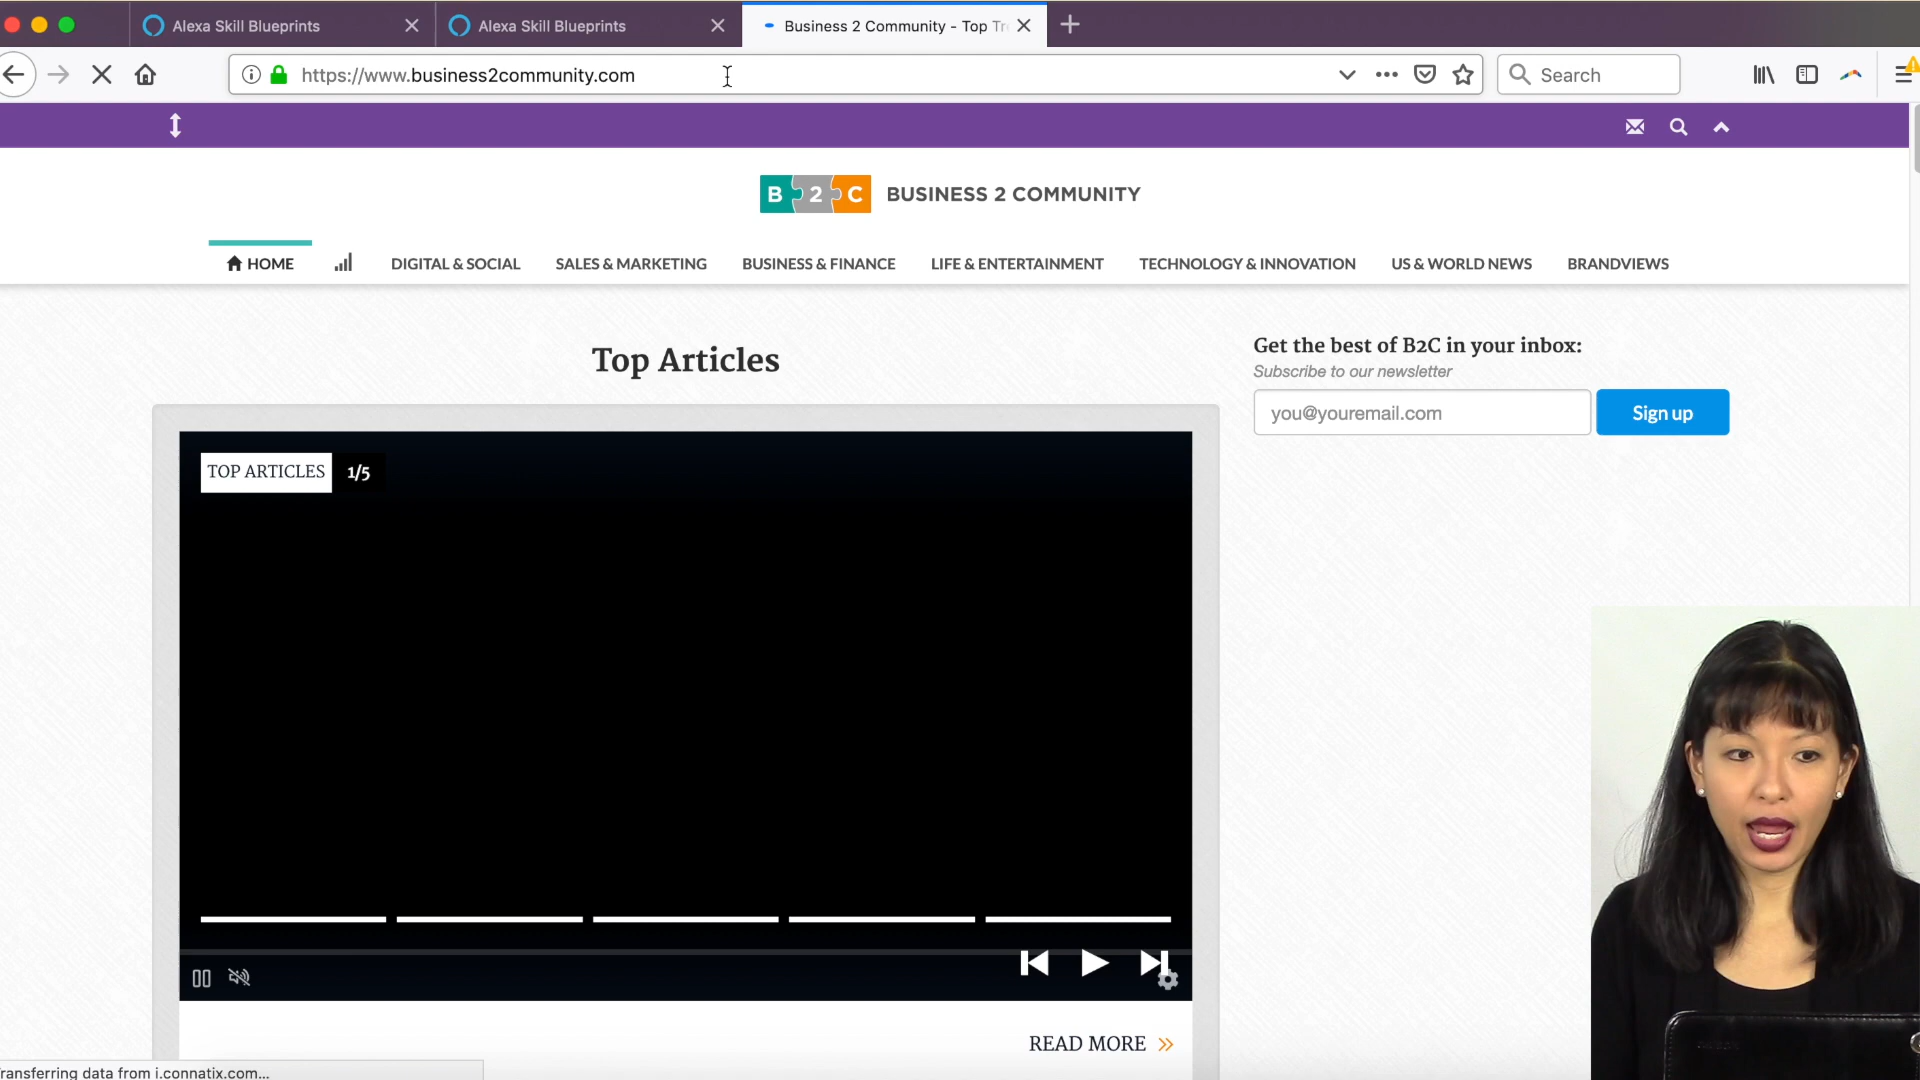 Alexa Skill Blueprints
Alexa Skill Blueprints
Business 2 Community - Top Tr
https://www.business2community.com
Search
B 2 C BUSINESS 2 COMMUNITY
HOME DIGITAL & SOCIAL SALES & MARKETING BUSINESS & FINANCE LIFE & ENTERTAINMENT TECHNOLOGY & INNOVATION US & WORLD NEWS BRANDVIEWS
Top Articles
Get the best of B2C in your inbox:
Subscribe to our newsletter
you@youremail.com Sign up
TOP ARTICLES 1/5
READ MORE
ransferring data from i.connatix.com...